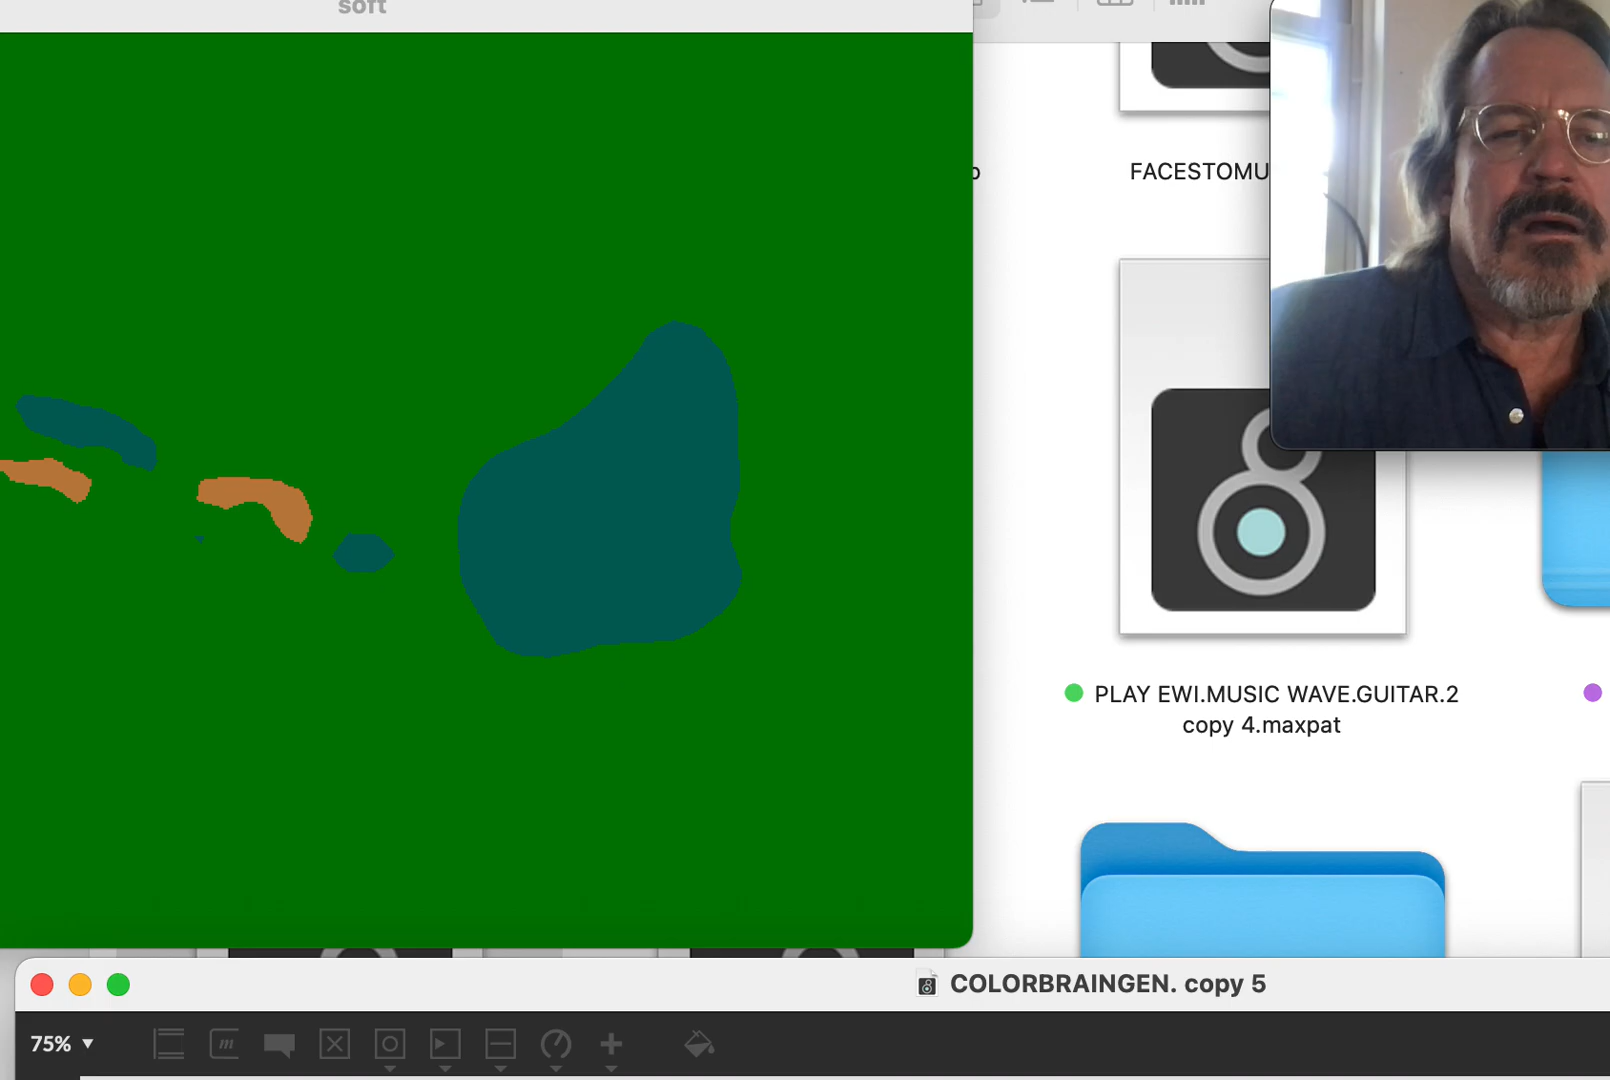 soft
FACESTOMU
PLAY EWI.MUSIC WAVE.GUITAR.2
copy 4.maxpat
COLORBRAINGEN. copy 5
75%
m